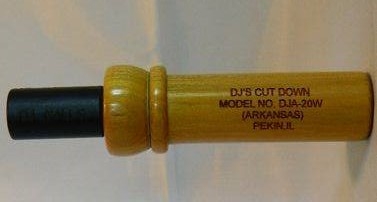 DJ'S CUT DOWN
MODEL NO. DJA-20W
(ARKANSAS)
PEKIN,IL